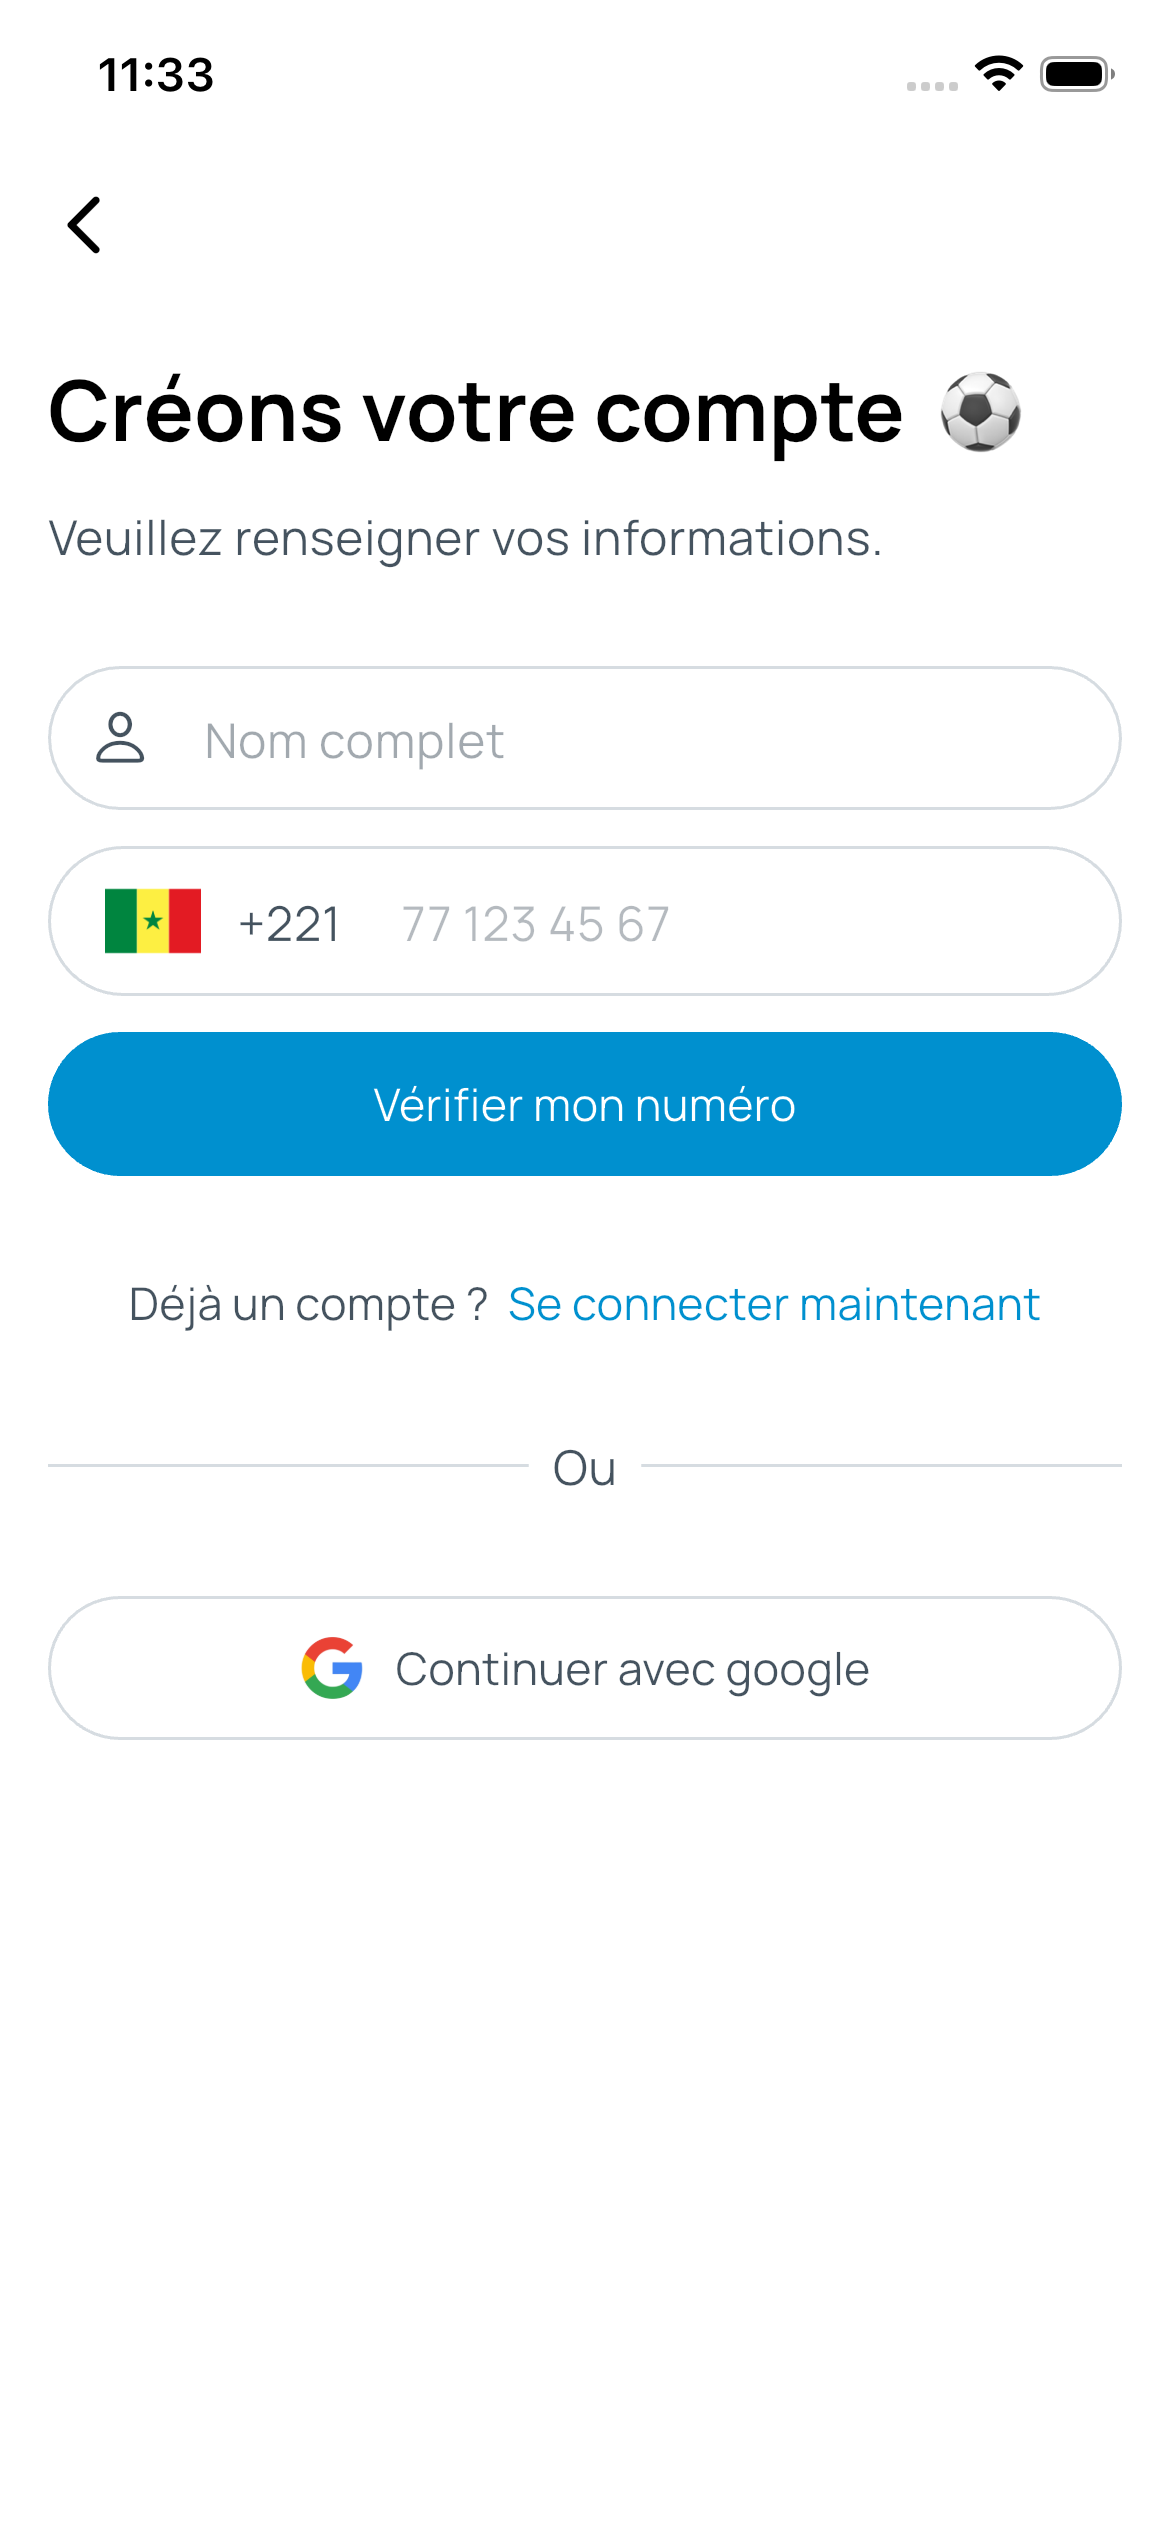 11:33
Créons votre compte ⚽
Veuillez renseigner vos informations.
Nom complet
+221 77 123 45 67
Vérifier mon numéro
Déjà un compte ? Se connecter maintenant
Ou
Continuer avec google